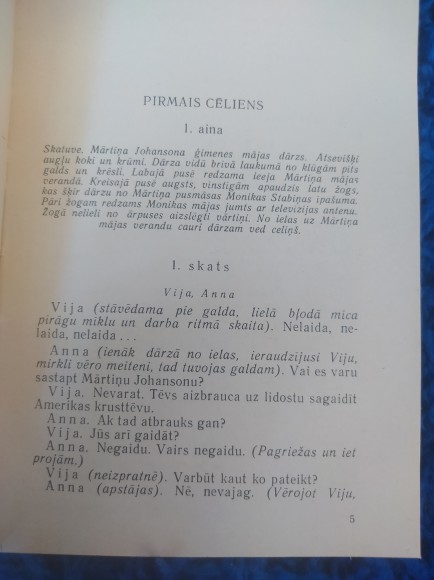 PIRMAIS CĒLIENS
1. aina
Skatuve. Mārtiņa Johansona ģimenes mājas dārzs. Atsevišķi
augļu koki un krūmi. Dārza vidū brīvā laukumā no klūgām pīts
galds un krēsli. Labajā pusē redzama ieeja Mārtiņa mājas
verandā. Kreisajā pusē augsts, vīnstīgām apaudzis latu žogs,
kas šķir dārzu no Mārtiņa pusmāsas Monikas Stabiņas īpašuma.
Pāri žogam redzams Monikas mājas jumts ar televīzijas antenu.
Žogā nelieli no ārpuses aizslēgti vārtiņi. No ielas uz Mārtiņa
mājas verandu cauri dārzam ved celiņš.
1. skats
Vija, Anna
Vija (stāvēdama pie galda, lielā bļodā mīca
pīrāgu mīklu un darba ritmā skaita). Nelaida, ne-
laida, nelaida ...
Anna (ienāk dārzā no ielas, ieraudzījusi Viju,
mirkli vēro meiteni, tad tuvojas galdam). Vai es varu
sastapt Mārtiņu Johansonu?
Vija. Nevarat. Tēvs aizbrauca uz lidostu sagaidīt
Amerikas krusttēvu.
Anna. Ak tad atbrauks gan?
Vija. Jūs arī gaidāt?
Anna. Negaidu. Vairs negaidu. (Pagriežas un iet
projām.)
Vija (neizpratnē). Varbūt kaut ko pateikt?
Anna (apstājas). Nē, nevajag. (Vērojot Viju,
5